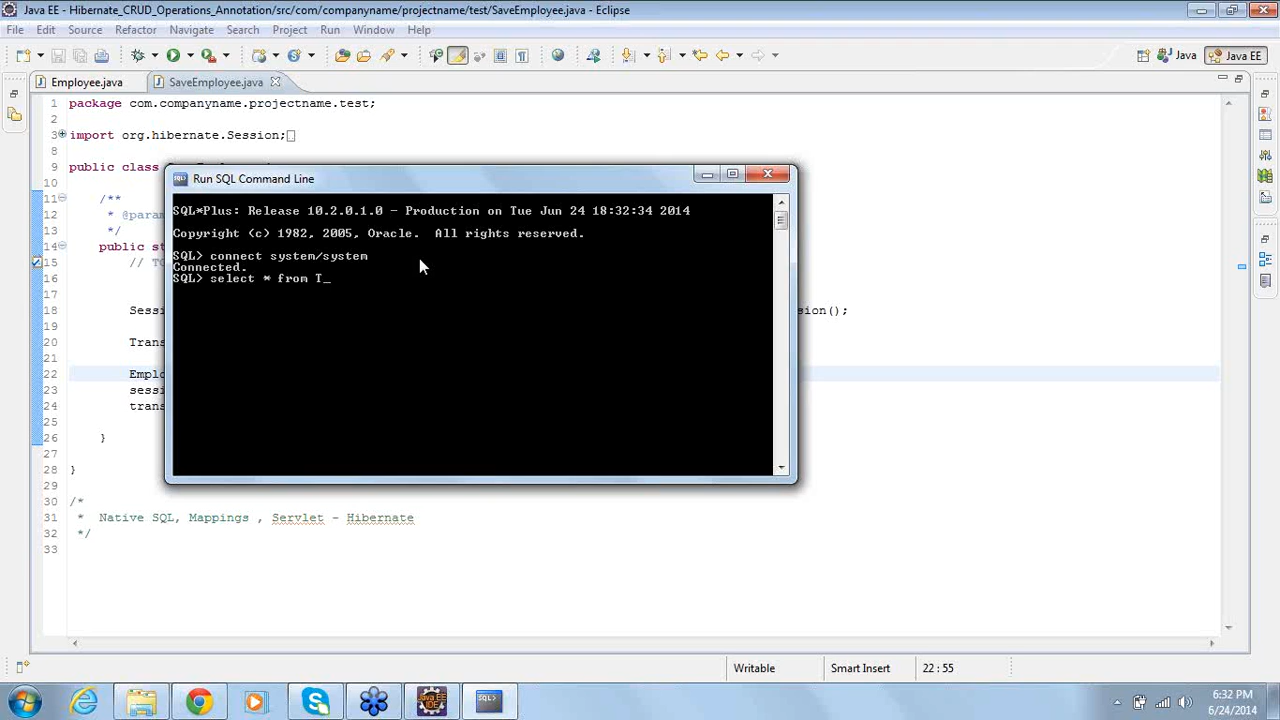 Java EE - Hibernate_CRUD_Operations_Annotation/src/com/companyname/projectname/test/SaveEmployee.java - Eclipse
File Edit Source Refactor Navigate Search Project Run Window Help
Java Java EE
Employee.java SaveEmployee.java
1 package com.companyname.projectname.test;
2
3 import org.hibernate.Session;
8
9 public class
10
11 /**
12 * @param
13 */
14 public st
15 // TO
16
18 Sessi sion();
19
20 Trans
21
22 Emplo
23 sessi
24 trans
25
26 }
27
28 }
29
30 /*
31 * Native SQL, Mappings , Servlet - Hibernate
32 */
33
Run SQL Command Line
SQL*Plus: Release 10.2.0.1.0 - Production on Tue Jun 24 18:32:34 2014
Copyright (c) 1982, 2005, Oracle. All rights reserved.
SQL> connect system/system
Connected.
SQL> select * from T_
Writable Smart Insert 22 : 55
Java EE
IDE
SQL>
6:32 PM
6/24/2014